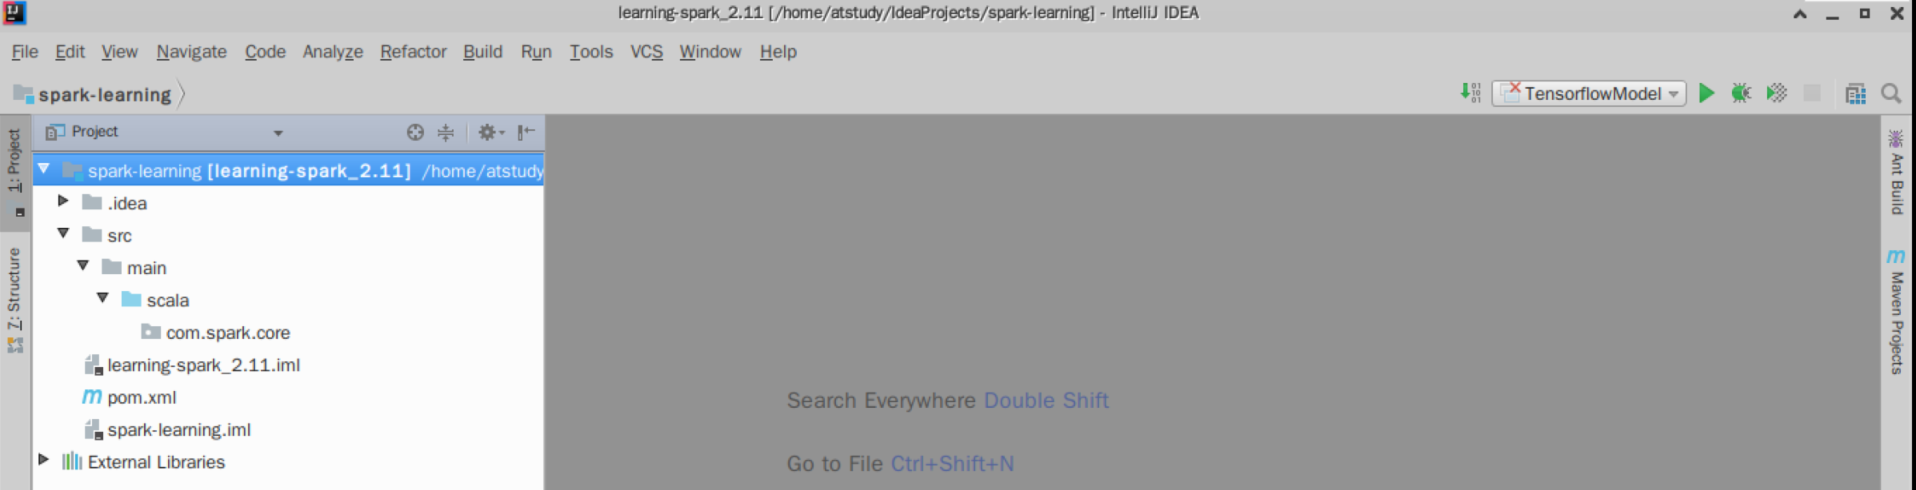 learning-spark_2.11 [/home/atstudy/IdeaProjects/spark-learning] - IntelliJ IDEA
File Edit View Navigate Code Analyze Refactor Build Run Tools VCS Window Help
spark-learning
TensorflowModel
1: Project
7: Structure
Project
spark-learning [learning-spark_2.11] /home/atstudy
.idea
src
main
scala
com.spark.core
learning-spark_2.11.iml
pom.xml
spark-learning.iml
External Libraries
Search Everywhere Double Shift
Go to File Ctrl+Shift+N
Ant Build
Maven Projects